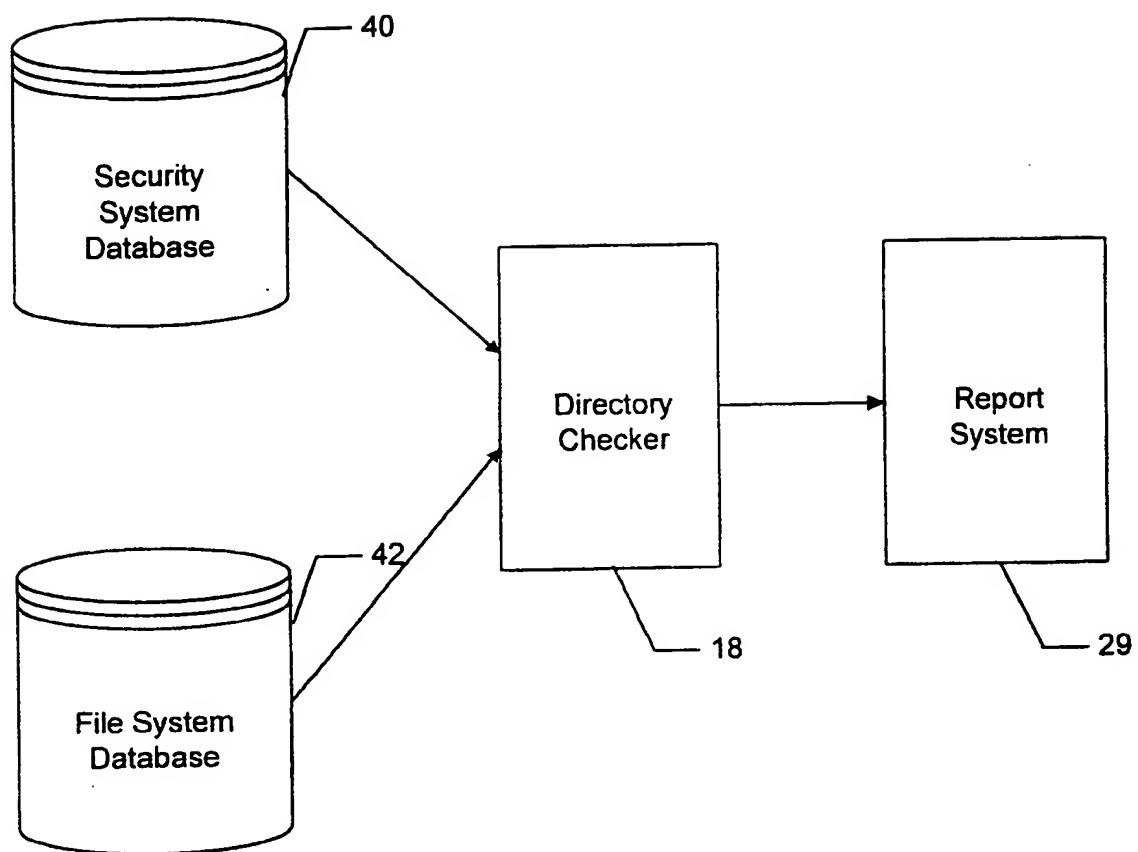 40
Security
System
Database
Directory
Checker
Report
System
42
18
29
File System
Database